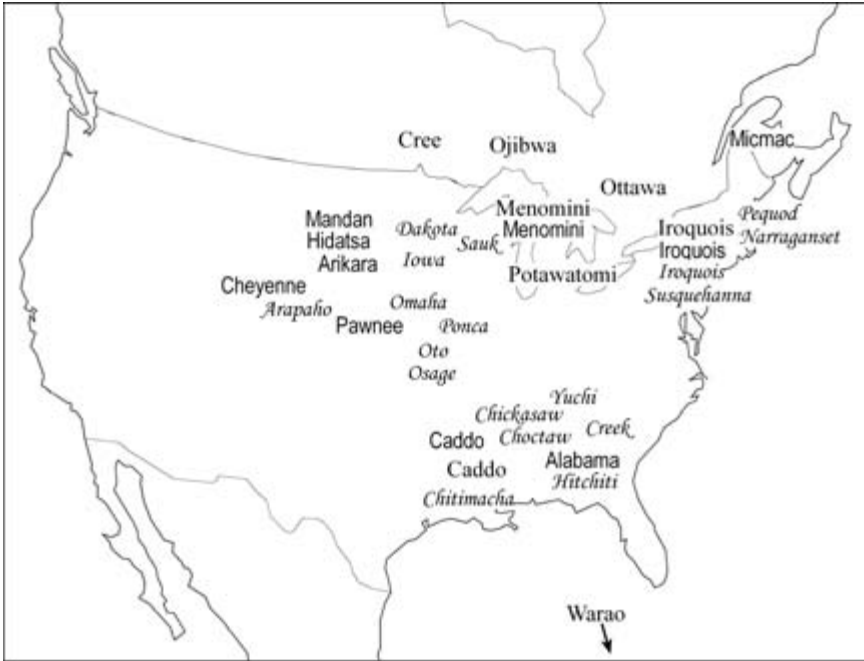 Micmac
Cree
Ojibwa
Ottawa
Menomini
Menomini
Mandan
Hidatsa
Arikara
Dakota
Sauk
Iowa
Potawatomi
Iroquois
Iroquois
Iroquois
Susquehanna
Pequod
Narraganset
Cheyenne
Arapaho
Omaha
Pawnee
Ponca
Oto
Osage
Yuchi
Chickasaw
Choctaw
Creek
Caddo
Caddo
Alabama
Hitchiti
Chitimacha
Warao